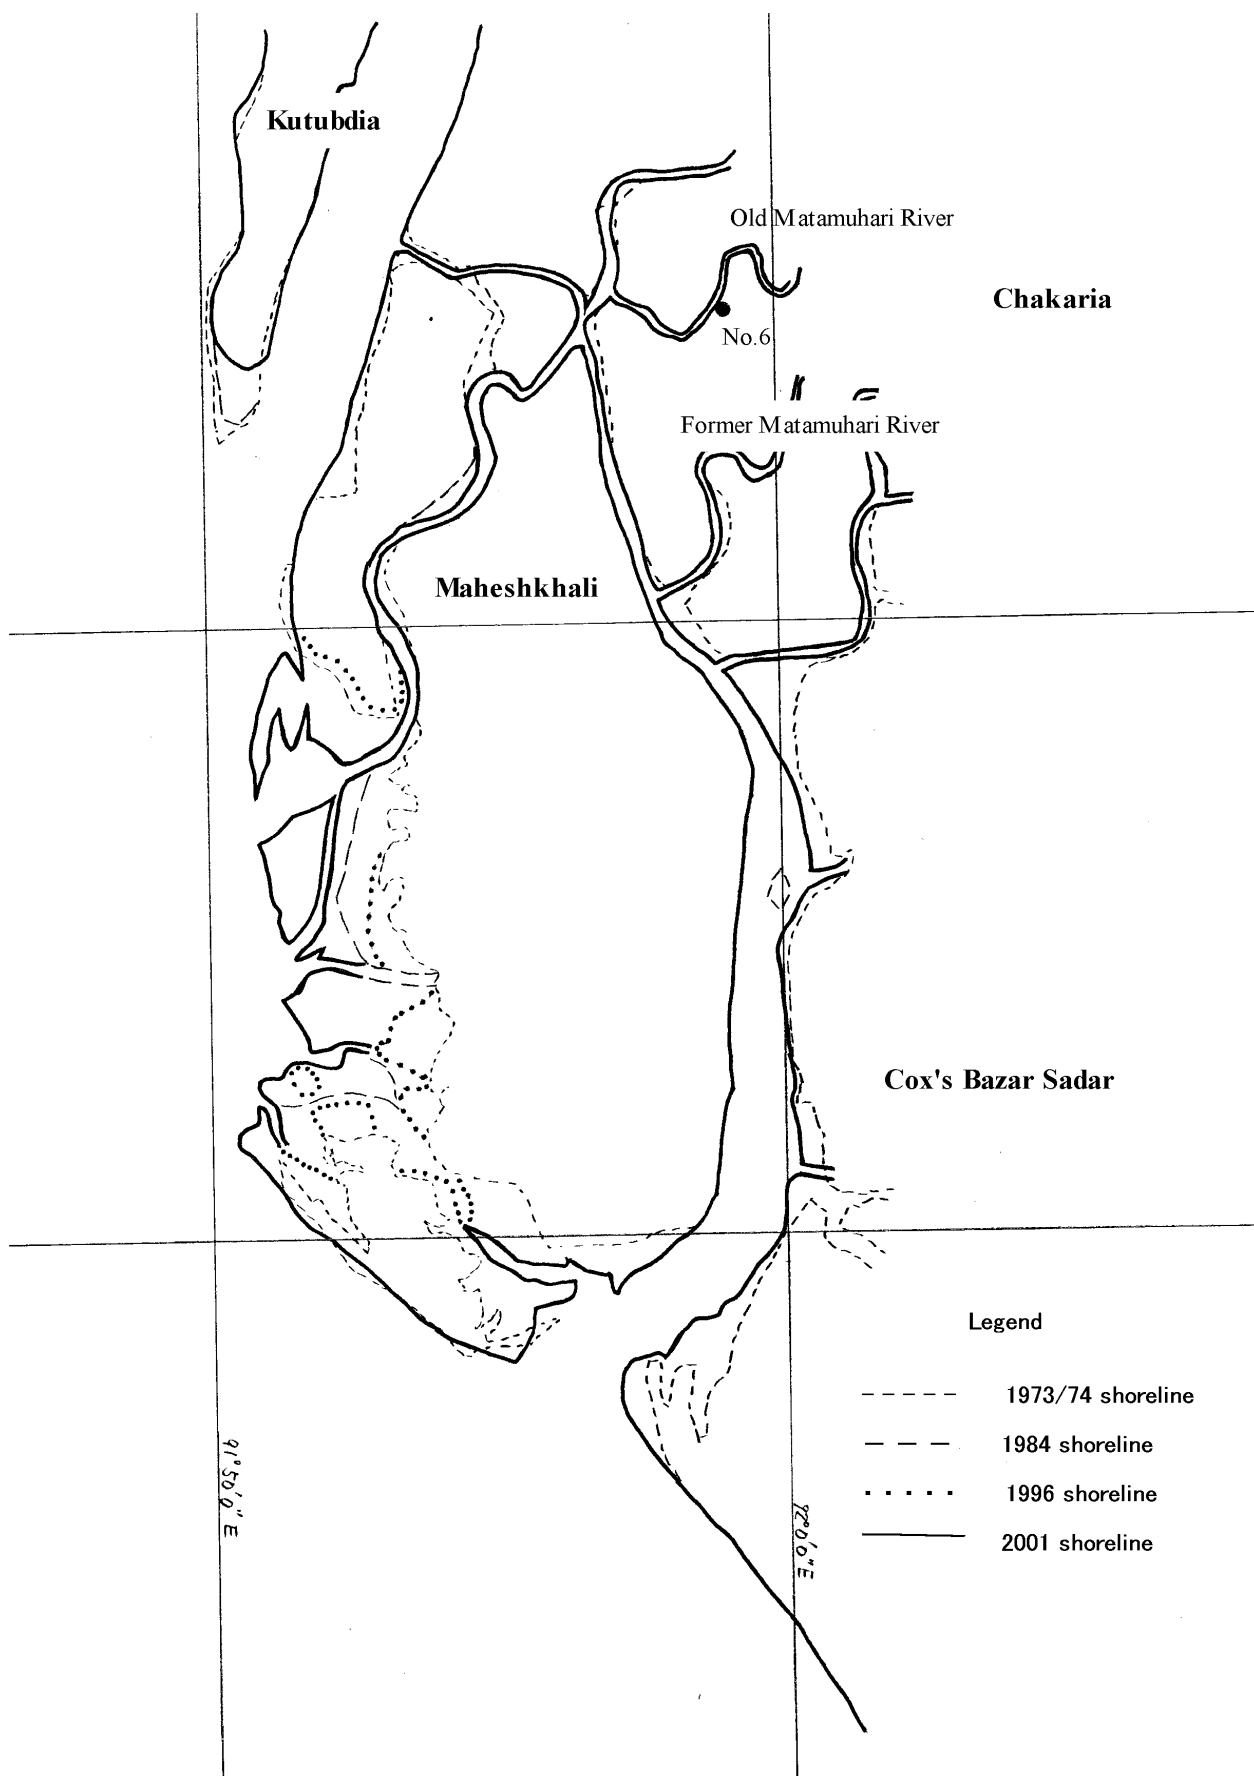 Kutubdia
Old Matamuhari River
Chakaria
No.6
Former Matamuhari River
Maheshkhali
Cox's Bazar Sadar
Legend
1973/74 shoreline
1984 shoreline
1996 shoreline
2001 shoreline
91°50'0"E
92°0'0"E